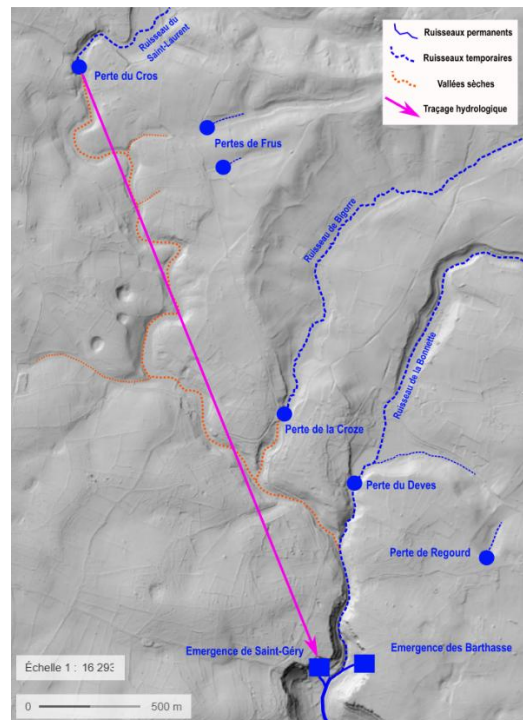 Ruisseau du
Saint-Laurent
Perte du Cros
Ruisseaux permanents
Ruisseaux temporaires
Vallées sèches
Traçage hydrologique
Pertes de Frus
Ruisseau de Bigorre
Ruisseau de la Bonnette
Perte de la Croze
Perte du Deves
Perte de Regourd
Emergence de Saint-Géry
Emergence des Barthasse
Échelle 1 : 16 293
0
500 m